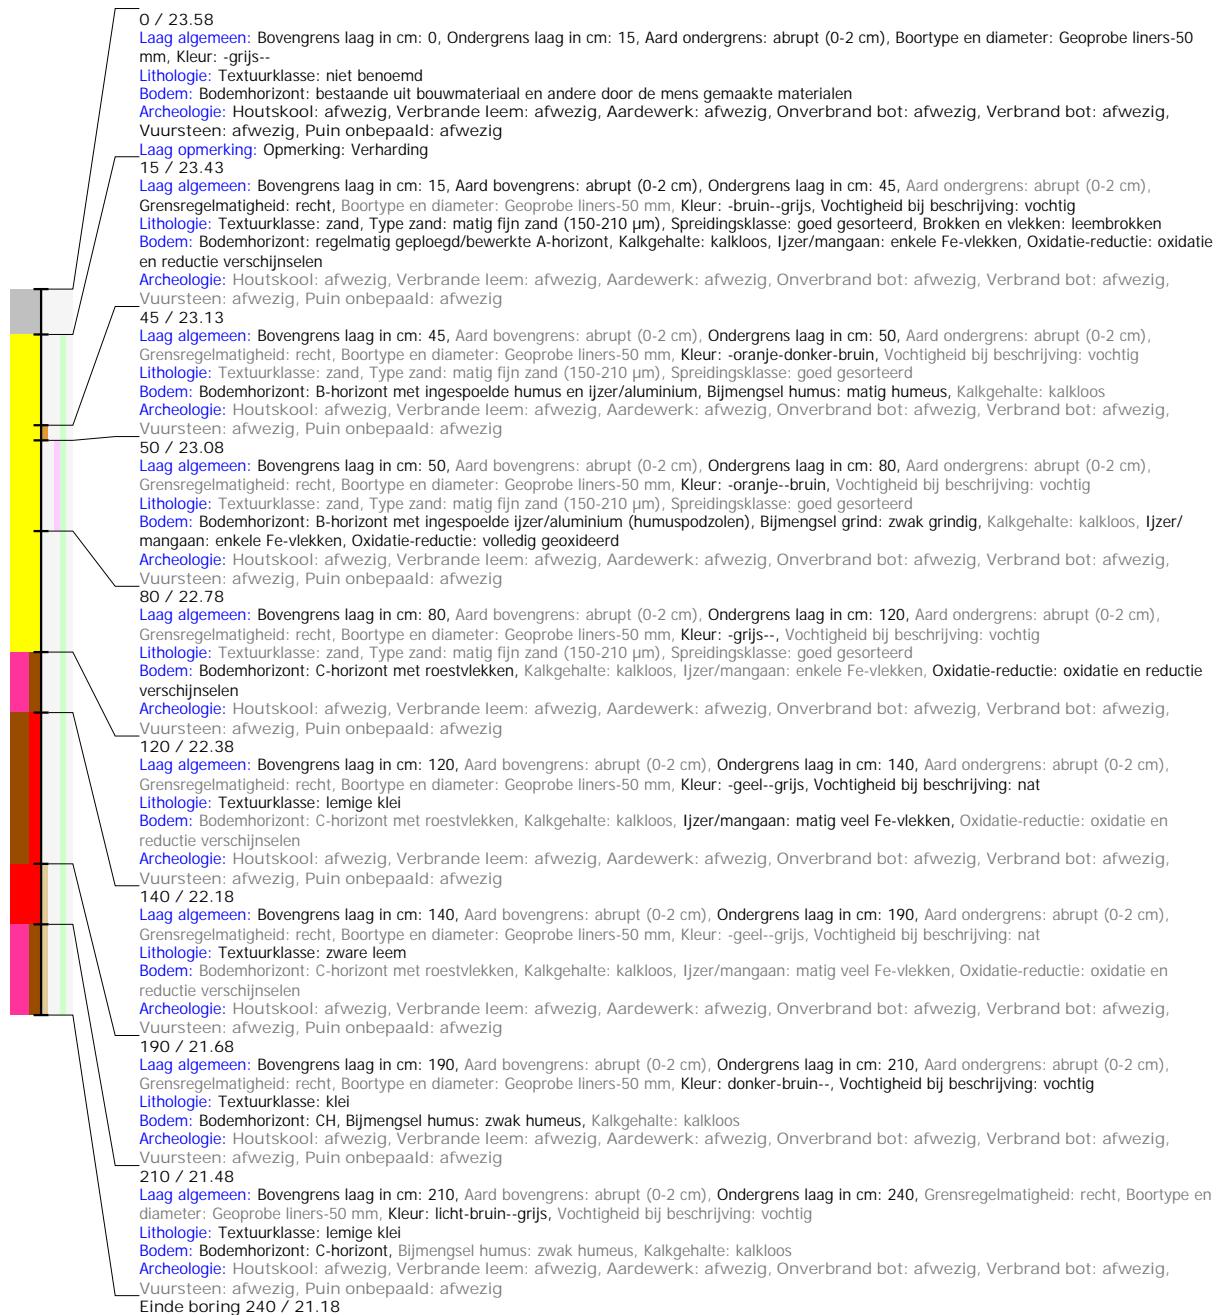 0 / 23.58
Laag algemeen: Bovengrens laag in cm: 0, Ondergrens laag in cm: 15, Aard ondergrens: abrupt (0-2 cm), Boortype en diameter: Geoprobe liners-50
mm, Kleur: -grijs--
Lithologie: Textuurklasse: niet benoemd
Bodem: Bodemhorizont: bestaande uit bouwmateriaal en andere door de mens gemaakte materialen
Archeologie: Houtskool: afwezig, Verbrande leem: afwezig, Aardewerk: afwezig, Onverbrand bot: afwezig, Verbrand bot: afwezig,
Vuursteen: afwezig, Puin onbepaald: afwezig
Laag opmerking: Opmerking: Verharding
15 / 23.43
Laag algemeen: Bovengrens laag in cm: 15, Aard bovengrens: abrupt (0-2 cm), Ondergrens laag in cm: 45, Aard ondergrens: abrupt (0-2 cm),
Grensregelmatigheid: recht, Boortype en diameter: Geoprobe liners-50 mm, Kleur: -bruin--grijs, Vochtigheid bij beschrijving: vochtig
Lithologie: Textuurklasse: zand, Type zand: matig fijn zand (150-210 µm), Spreidingsklasse: goed gesorteerd, Brokken en vlekken: leembrokken
Bodem: Bodemhorizont: regelmatig geploegd/bewerkte A-horizont, Kalkgehalte: kalkloos, Ijzer/mangaan: enkele Fe-vlekken, Oxidatie-reductie: oxidatie
en reductie verschijnselen
Archeologie: Houtskool: afwezig, Verbrande leem: afwezig, Aardewerk: afwezig, Onverbrand bot: afwezig, Verbrand bot: afwezig,
Vuursteen: afwezig, Puin onbepaald: afwezig
45 / 23.13
Laag algemeen: Bovengrens laag in cm: 45, Aard bovengrens: abrupt (0-2 cm), Ondergrens laag in cm: 50, Aard ondergrens: abrupt (0-2 cm),
Grensregelmatigheid: recht, Boortype en diameter: Geoprobe liners-50 mm, Kleur: -oranje-donker-bruin, Vochtigheid bij beschrijving: vochtig
Lithologie: Textuurklasse: zand, Type zand: matig fijn zand (150-210 µm), Spreidingsklasse: goed gesorteerd
Bodem: Bodemhorizont: B-horizont met ingespoelde humus en ijzer/aluminium, Bijmengsel humus: matig humeus, Kalkgehalte: kalkloos
Archeologie: Houtskool: afwezig, Verbrande leem: afwezig, Aardewerk: afwezig, Onverbrand bot: afwezig, Verbrand bot: afwezig,
Vuursteen: afwezig, Puin onbepaald: afwezig
50 / 23.08
Laag algemeen: Bovengrens laag in cm: 50, Aard bovengrens: abrupt (0-2 cm), Ondergrens laag in cm: 80, Aard ondergrens: abrupt (0-2 cm),
Grensregelmatigheid: recht, Boortype en diameter: Geoprobe liners-50 mm, Kleur: -oranje--bruin, Vochtigheid bij beschrijving: vochtig
Lithologie: Textuurklasse: zand, Type zand: matig fijn zand (150-210 µm), Spreidingsklasse: goed gesorteerd
Bodem: Bodemhorizont: B-horizont met ingespoelde ijzer/aluminium (humuspodzolen), Bijmengsel grind: zwak grindig, Kalkgehalte: kalkloos, Ijzer/
mangaan: enkele Fe-vlekken, Oxidatie-reductie: volledig geoxideerd
Archeologie: Houtskool: afwezig, Verbrande leem: afwezig, Aardewerk: afwezig, Onverbrand bot: afwezig, Verbrand bot: afwezig,
Vuursteen: afwezig, Puin onbepaald: afwezig
80 / 22.78
Laag algemeen: Bovengrens laag in cm: 80, Aard bovengrens: abrupt (0-2 cm), Ondergrens laag in cm: 120, Aard ondergrens: abrupt (0-2 cm),
Grensregelmatigheid: recht, Boortype en diameter: Geoprobe liners-50 mm, Kleur: -grijs--, Vochtigheid bij beschrijving: vochtig
Lithologie: Textuurklasse: zand, Type zand: matig fijn zand (150-210 µm), Spreidingsklasse: goed gesorteerd
Bodem: Bodemhorizont: C-horizont met roestvlekken, Kalkgehalte: kalkloos, Ijzer/mangaan: enkele Fe-vlekken, Oxidatie-reductie: oxidatie en reductie
verschijnselen
Archeologie: Houtskool: afwezig, Verbrande leem: afwezig, Aardewerk: afwezig, Onverbrand bot: afwezig, Verbrand bot: afwezig,
Vuursteen: afwezig, Puin onbepaald: afwezig
120 / 22.38
Laag algemeen: Bovengrens laag in cm: 120, Aard bovengrens: abrupt (0-2 cm), Ondergrens laag in cm: 140, Aard ondergrens: abrupt (0-2 cm),
Grensregelmatigheid: recht, Boortype en diameter: Geoprobe liners-50 mm, Kleur: -geel--grijs, Vochtigheid bij beschrijving: nat
Lithologie: Textuurklasse: lemige klei
Bodem: Bodemhorizont: C-horizont met roestvlekken, Kalkgehalte: kalkloos, Ijzer/mangaan: matig veel Fe-vlekken, Oxidatie-reductie: oxidatie en
reductie verschijnselen
Archeologie: Houtskool: afwezig, Verbrande leem: afwezig, Aardewerk: afwezig, Onverbrand bot: afwezig, Verbrand bot: afwezig,
Vuursteen: afwezig, Puin onbepaald: afwezig
140 / 22.18
Laag algemeen: Bovengrens laag in cm: 140, Aard bovengrens: abrupt (0-2 cm), Ondergrens laag in cm: 190, Aard ondergrens: abrupt (0-2 cm),
Grensregelmatigheid: recht, Boortype en diameter: Geoprobe liners-50 mm, Kleur: -geel--grijs, Vochtigheid bij beschrijving: nat
Lithologie: Textuurklasse: zware leem
Bodem: Bodemhorizont: C-horizont met roestvlekken, Kalkgehalte: kalkloos, Ijzer/mangaan: matig veel Fe-vlekken, Oxidatie-reductie: oxidatie en
reductie verschijnselen
Archeologie: Houtskool: afwezig, Verbrande leem: afwezig, Aardewerk: afwezig, Onverbrand bot: afwezig, Verbrand bot: afwezig,
Vuursteen: afwezig, Puin onbepaald: afwezig
190 / 21.68
Laag algemeen: Bovengrens laag in cm: 190, Aard bovengrens: abrupt (0-2 cm), Ondergrens laag in cm: 210, Aard ondergrens: abrupt (0-2 cm),
Grensregelmatigheid: recht, Boortype en diameter: Geoprobe liners-50 mm, Kleur: donker-bruin--, Vochtigheid bij beschrijving: vochtig
Lithologie: Textuurklasse: klei
Bodem: Bodemhorizont: CH, Bijmengsel humus: zwak humeus, Kalkgehalte: kalkloos
Archeologie: Houtskool: afwezig, Verbrande leem: afwezig, Aardewerk: afwezig, Onverbrand bot: afwezig, Verbrand bot: afwezig,
Vuursteen: afwezig, Puin onbepaald: afwezig
210 / 21.48
Laag algemeen: Bovengrens laag in cm: 210, Aard bovengrens: abrupt (0-2 cm), Ondergrens laag in cm: 240, Grensregelmatigheid: recht, Boortype en
diameter: Geoprobe liners-50 mm, Kleur: licht-bruin--grijs, Vochtigheid bij beschrijving: vochtig
Lithologie: Textuurklasse: lemige klei
Bodem: Bodemhorizont: C-horizont, Bijmengsel humus: zwak humeus, Kalkgehalte: kalkloos
Archeologie: Houtskool: afwezig, Verbrande leem: afwezig, Aardewerk: afwezig, Onverbrand bot: afwezig, Verbrand bot: afwezig,
Vuursteen: afwezig, Puin onbepaald: afwezig
Einde boring 240 / 21.18